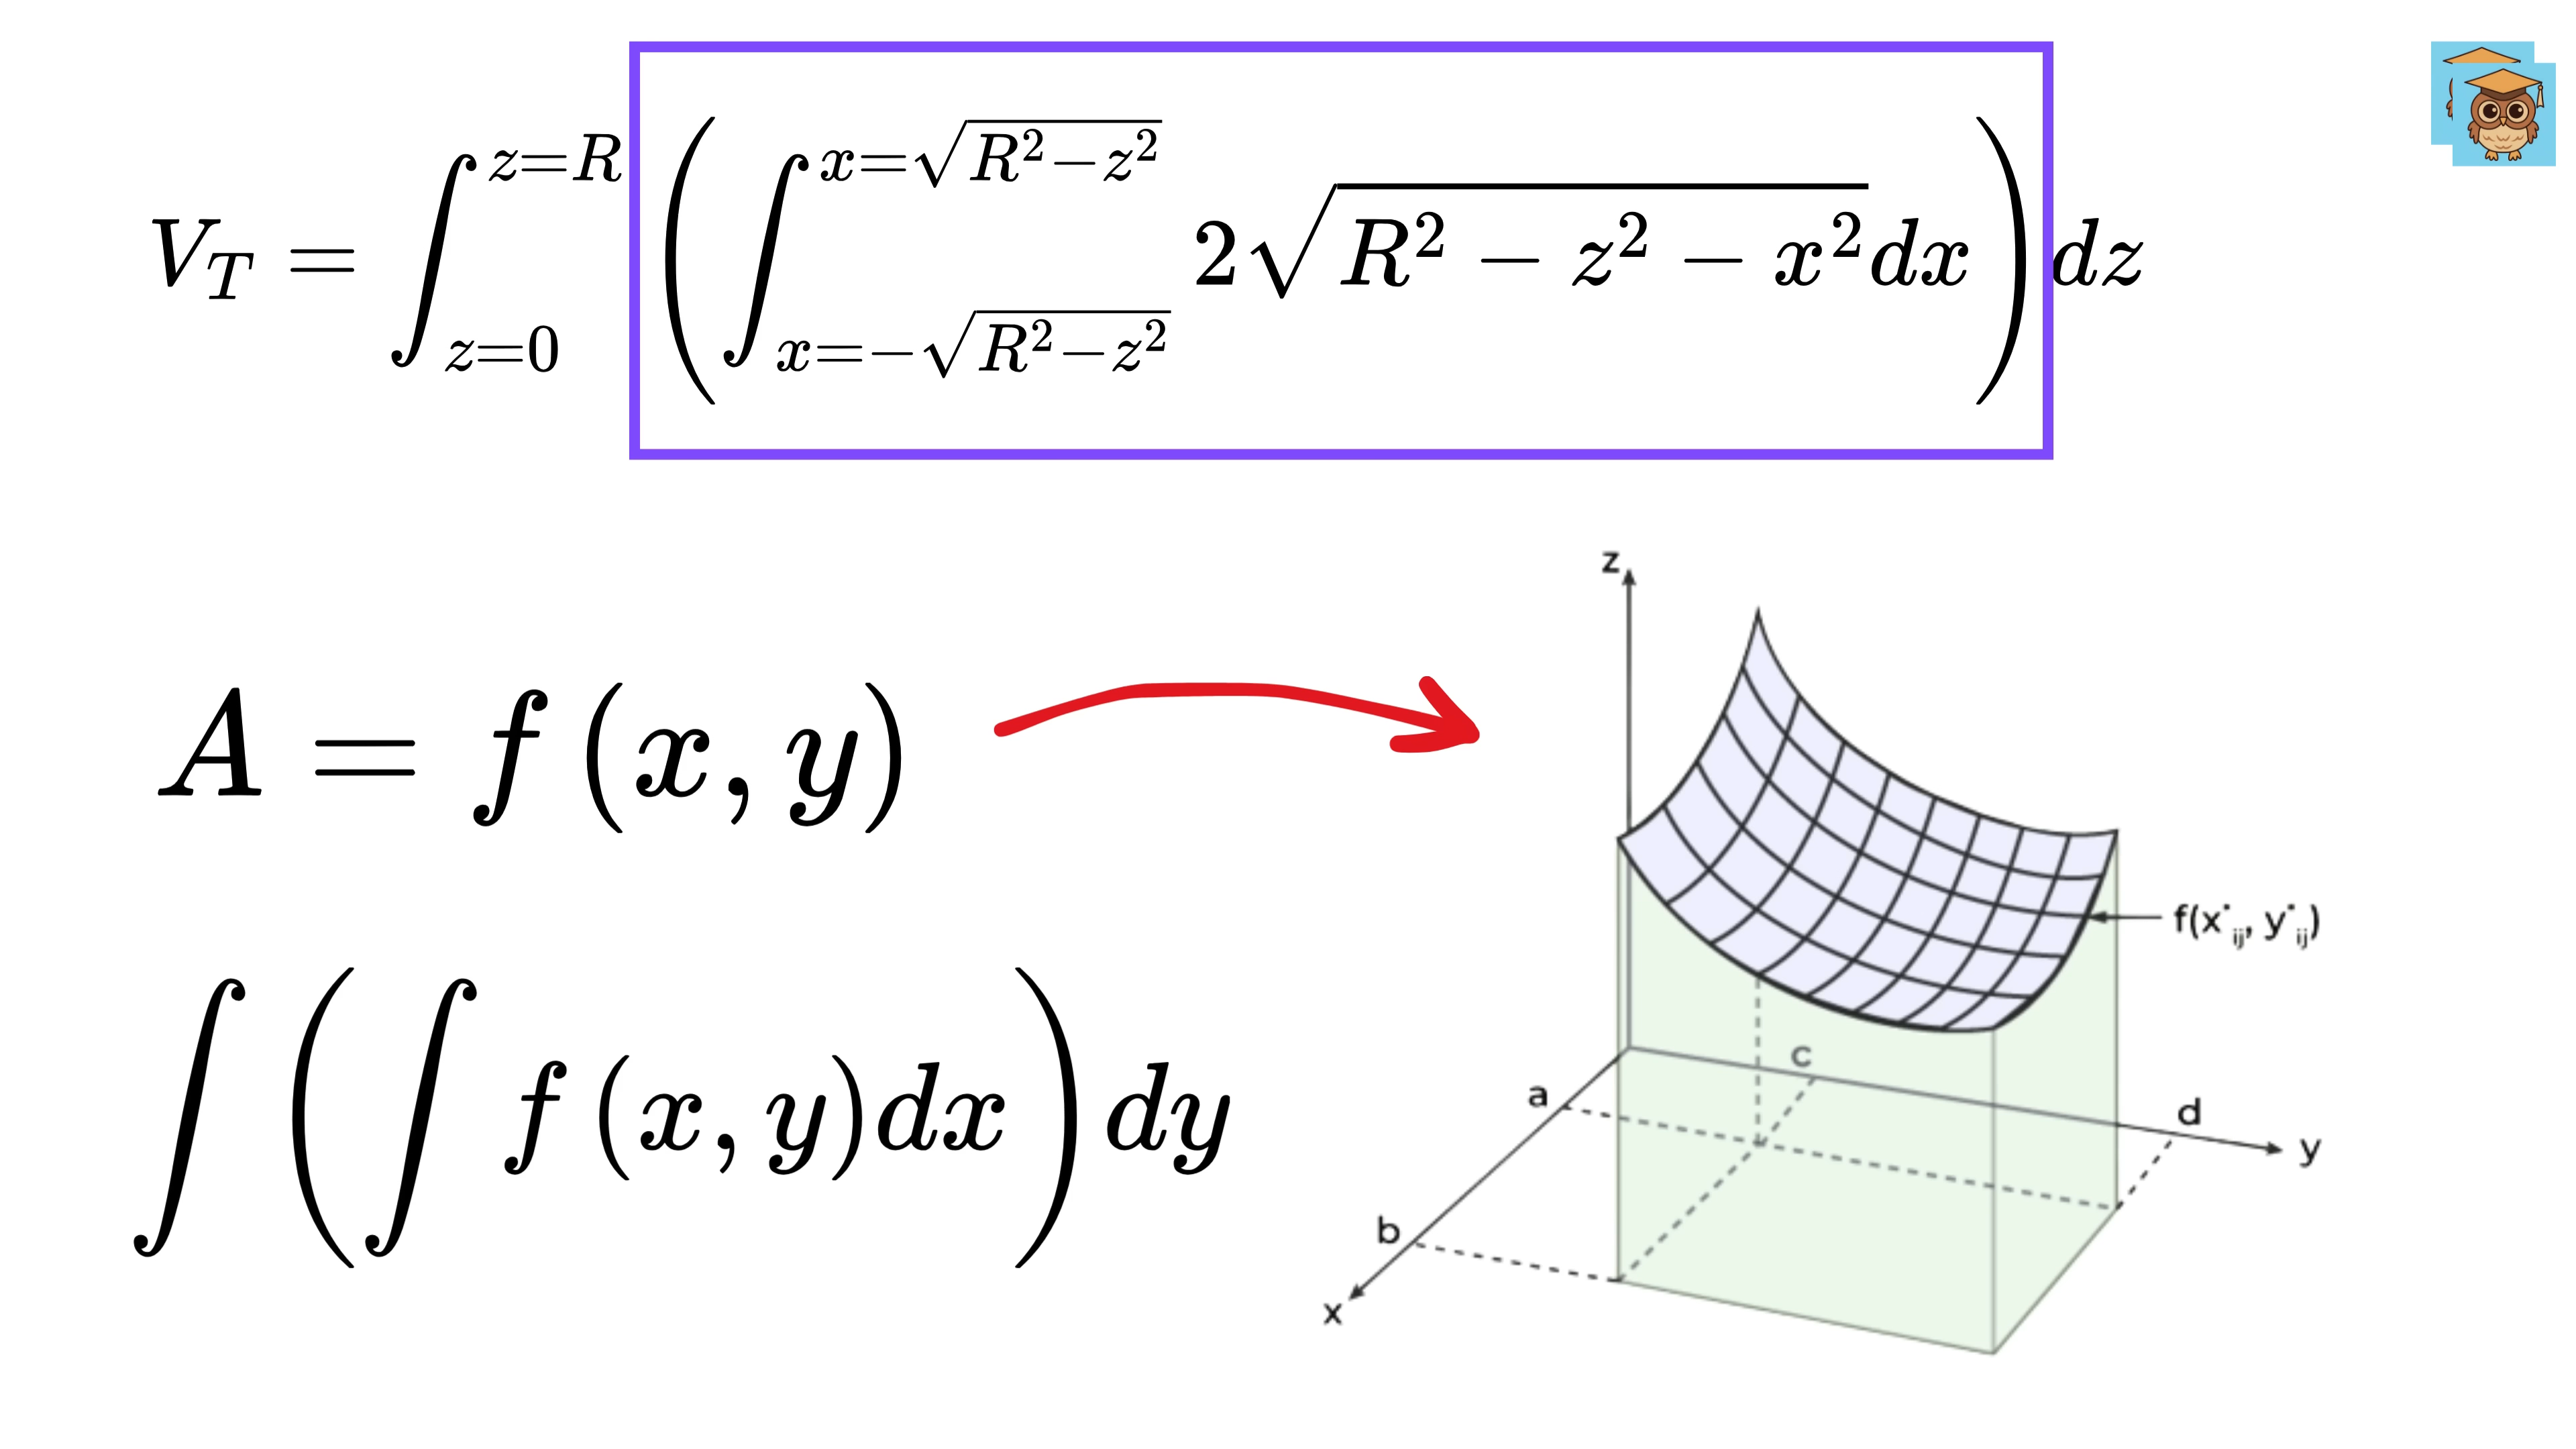 V_T = ∫_{z=0}^{z=R} ( ∫_{x=-√(R²-z²)}^{x=√(R²-z²)} 2√(R² - z² - x²) dx ) dz
z
A = f (x, y)
f(x*_ij, y*_ij)
c
a
d
∫ ( ∫ f (x, y) dx ) dy
y
b
x